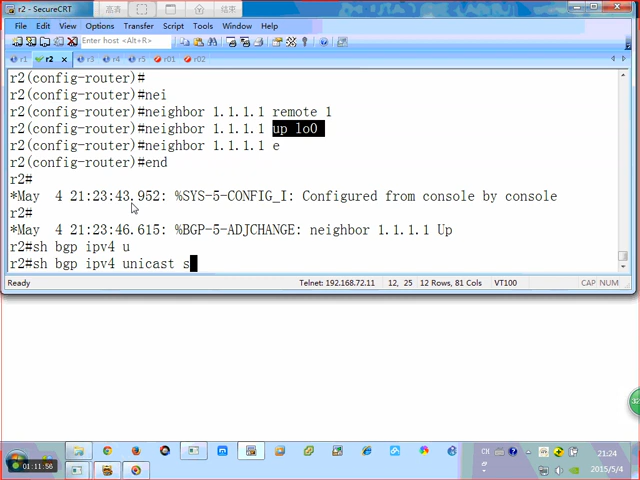 r2 - SecureCRT
高清
结束
File Edit View Options Transfer Script Tools Window Help
Enter host <Alt+R>
r1 r2 r3 r4 r5 r01 r02
r2(config-router)#
r2(config-router)#nei
r2(config-router)#neighbor 1.1.1.1 remote 1
r2(config-router)#neighbor 1.1.1.1 up lo0
r2(config-router)#neighbor 1.1.1.1 e
r2(config-router)#end
r2#
*May 4 21:23:43.952: %SYS-5-CONFIG_I: Configured from console by console
r2#
*May 4 21:23:46.615: %BGP-5-ADJCHANGE: neighbor 1.1.1.1 Up
r2#sh bgp ipv4 u
r2#sh bgp ipv4 unicast s
Ready Telnet: 192.168.72.11 12, 25 12 Rows, 81 Cols VT100 CAP NUM
32
CN
21:24
01:11:56
2015/5/4